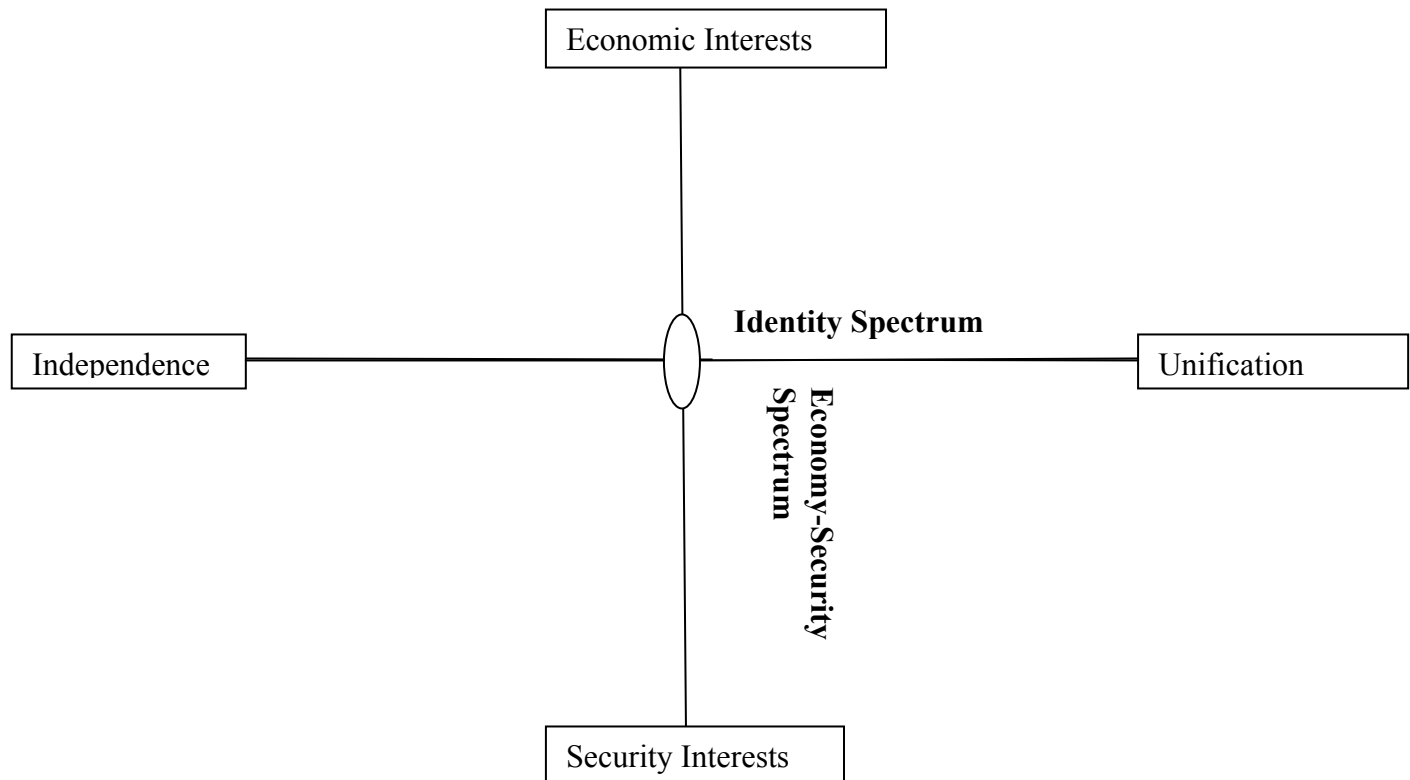 Economic Interests
Identity Spectrum
Independence
Unification
Economy-Security
Spectrum
Security Interests